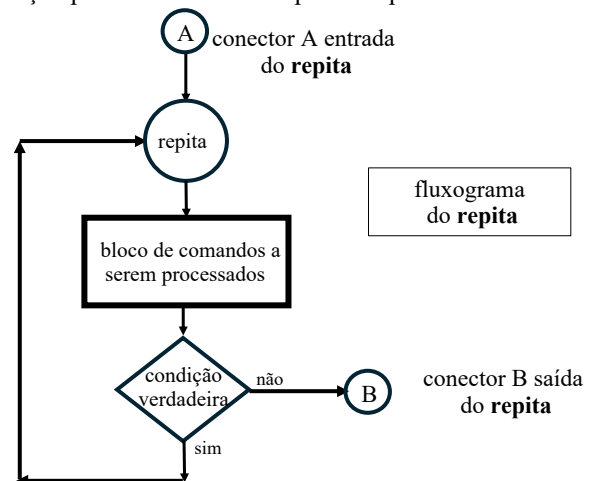 A
conector A entrada
do repita
repita
fluxograma
do repita
bloco de comandos a
serem processados
condição
verdadeira
não
B
conector B saída
do repita
sim